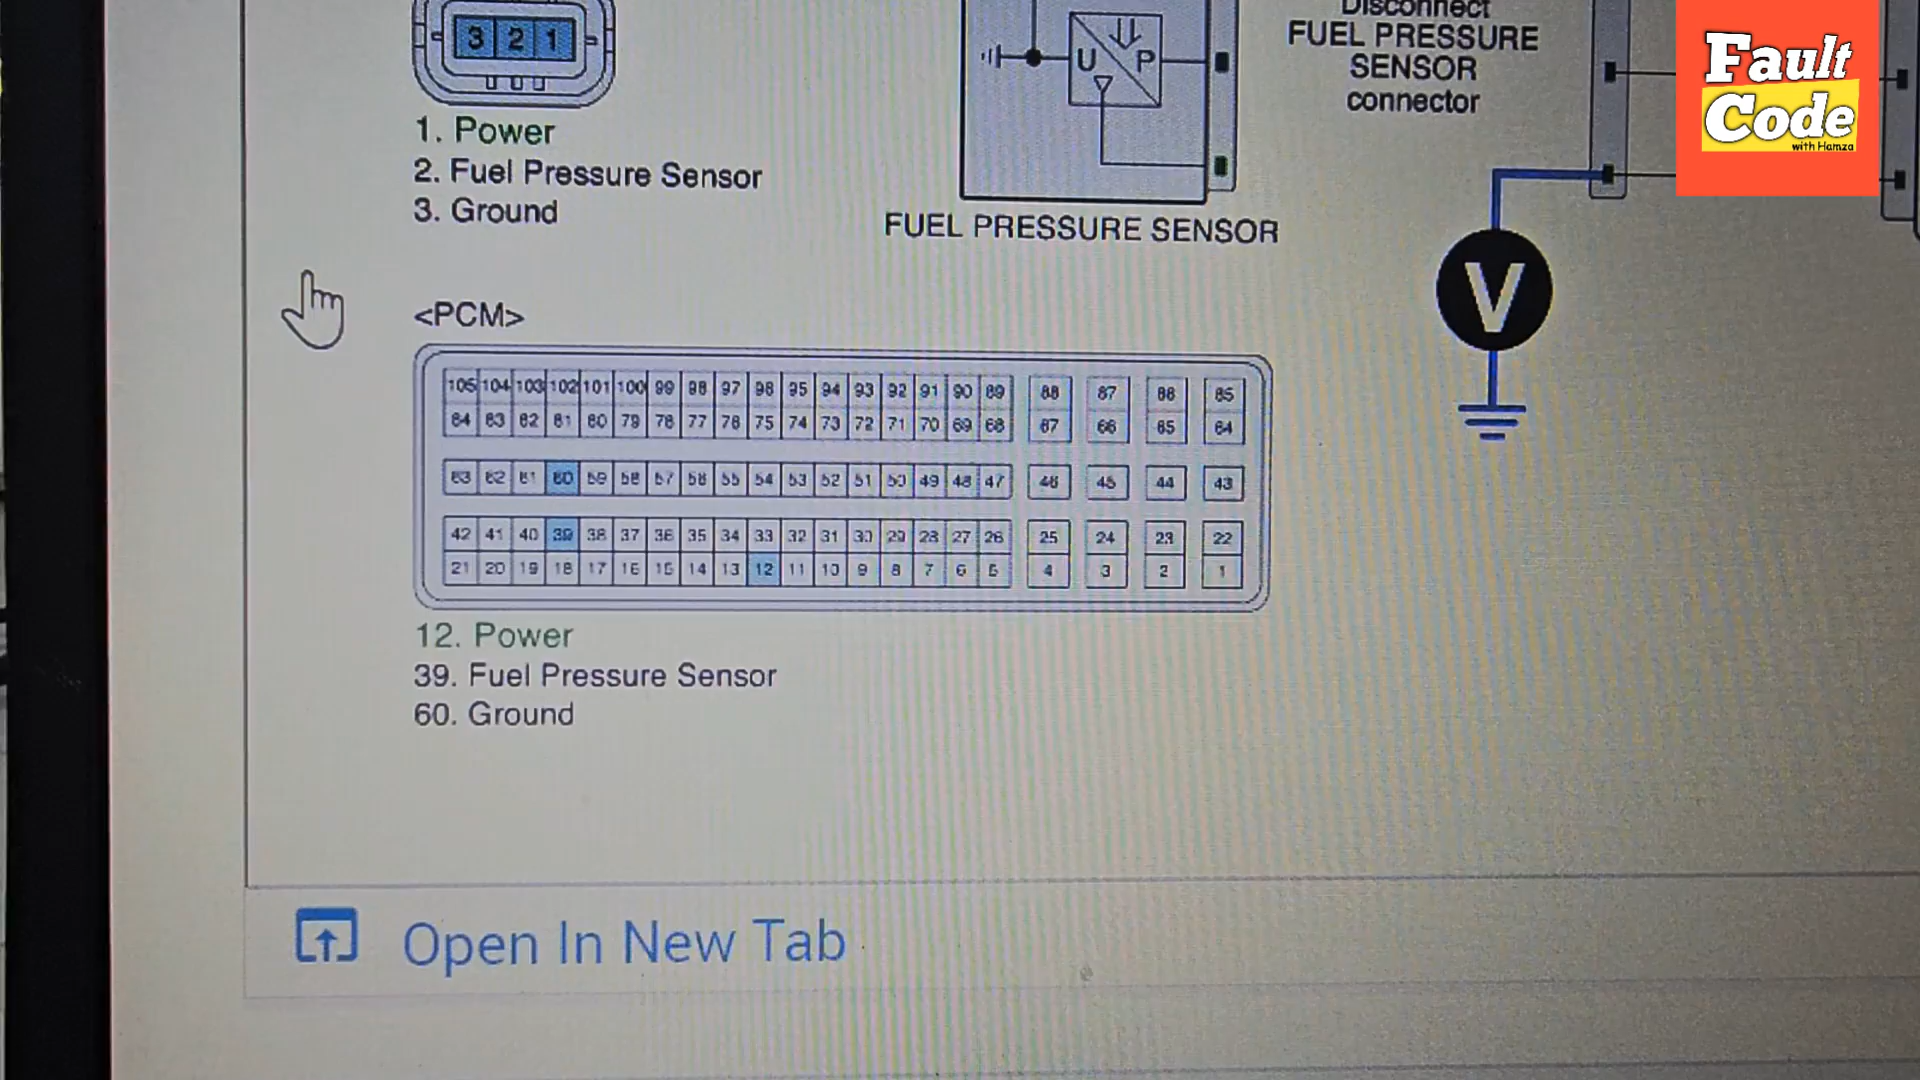 Disconnect
FUEL PRESSURE
SENSOR
connector
Fault
Code
with Hamza
3 2 1
U P
1. Power
2. Fuel Pressure Sensor
3. Ground
FUEL PRESSURE SENSOR
V
<PCM>
105 104 103 102 101 100 99 98 97 96 95 94 93 92 91 90 89 88 87 86 85
84 83 82 81 80 79 78 77 76 75 74 73 72 71 70 69 68 67 66 65 64
63 62 61 60 59 58 57 56 55 54 53 52 51 50 49 48 47 46 45 44 43
42 41 40 39 38 37 36 35 34 33 32 31 30 29 28 27 26 25 24 23 22
21 20 19 18 17 16 15 14 13 12 11 10 9 8 7 6 5 4 3 2 1
12. Power
39. Fuel Pressure Sensor
60. Ground
Open In New Tab